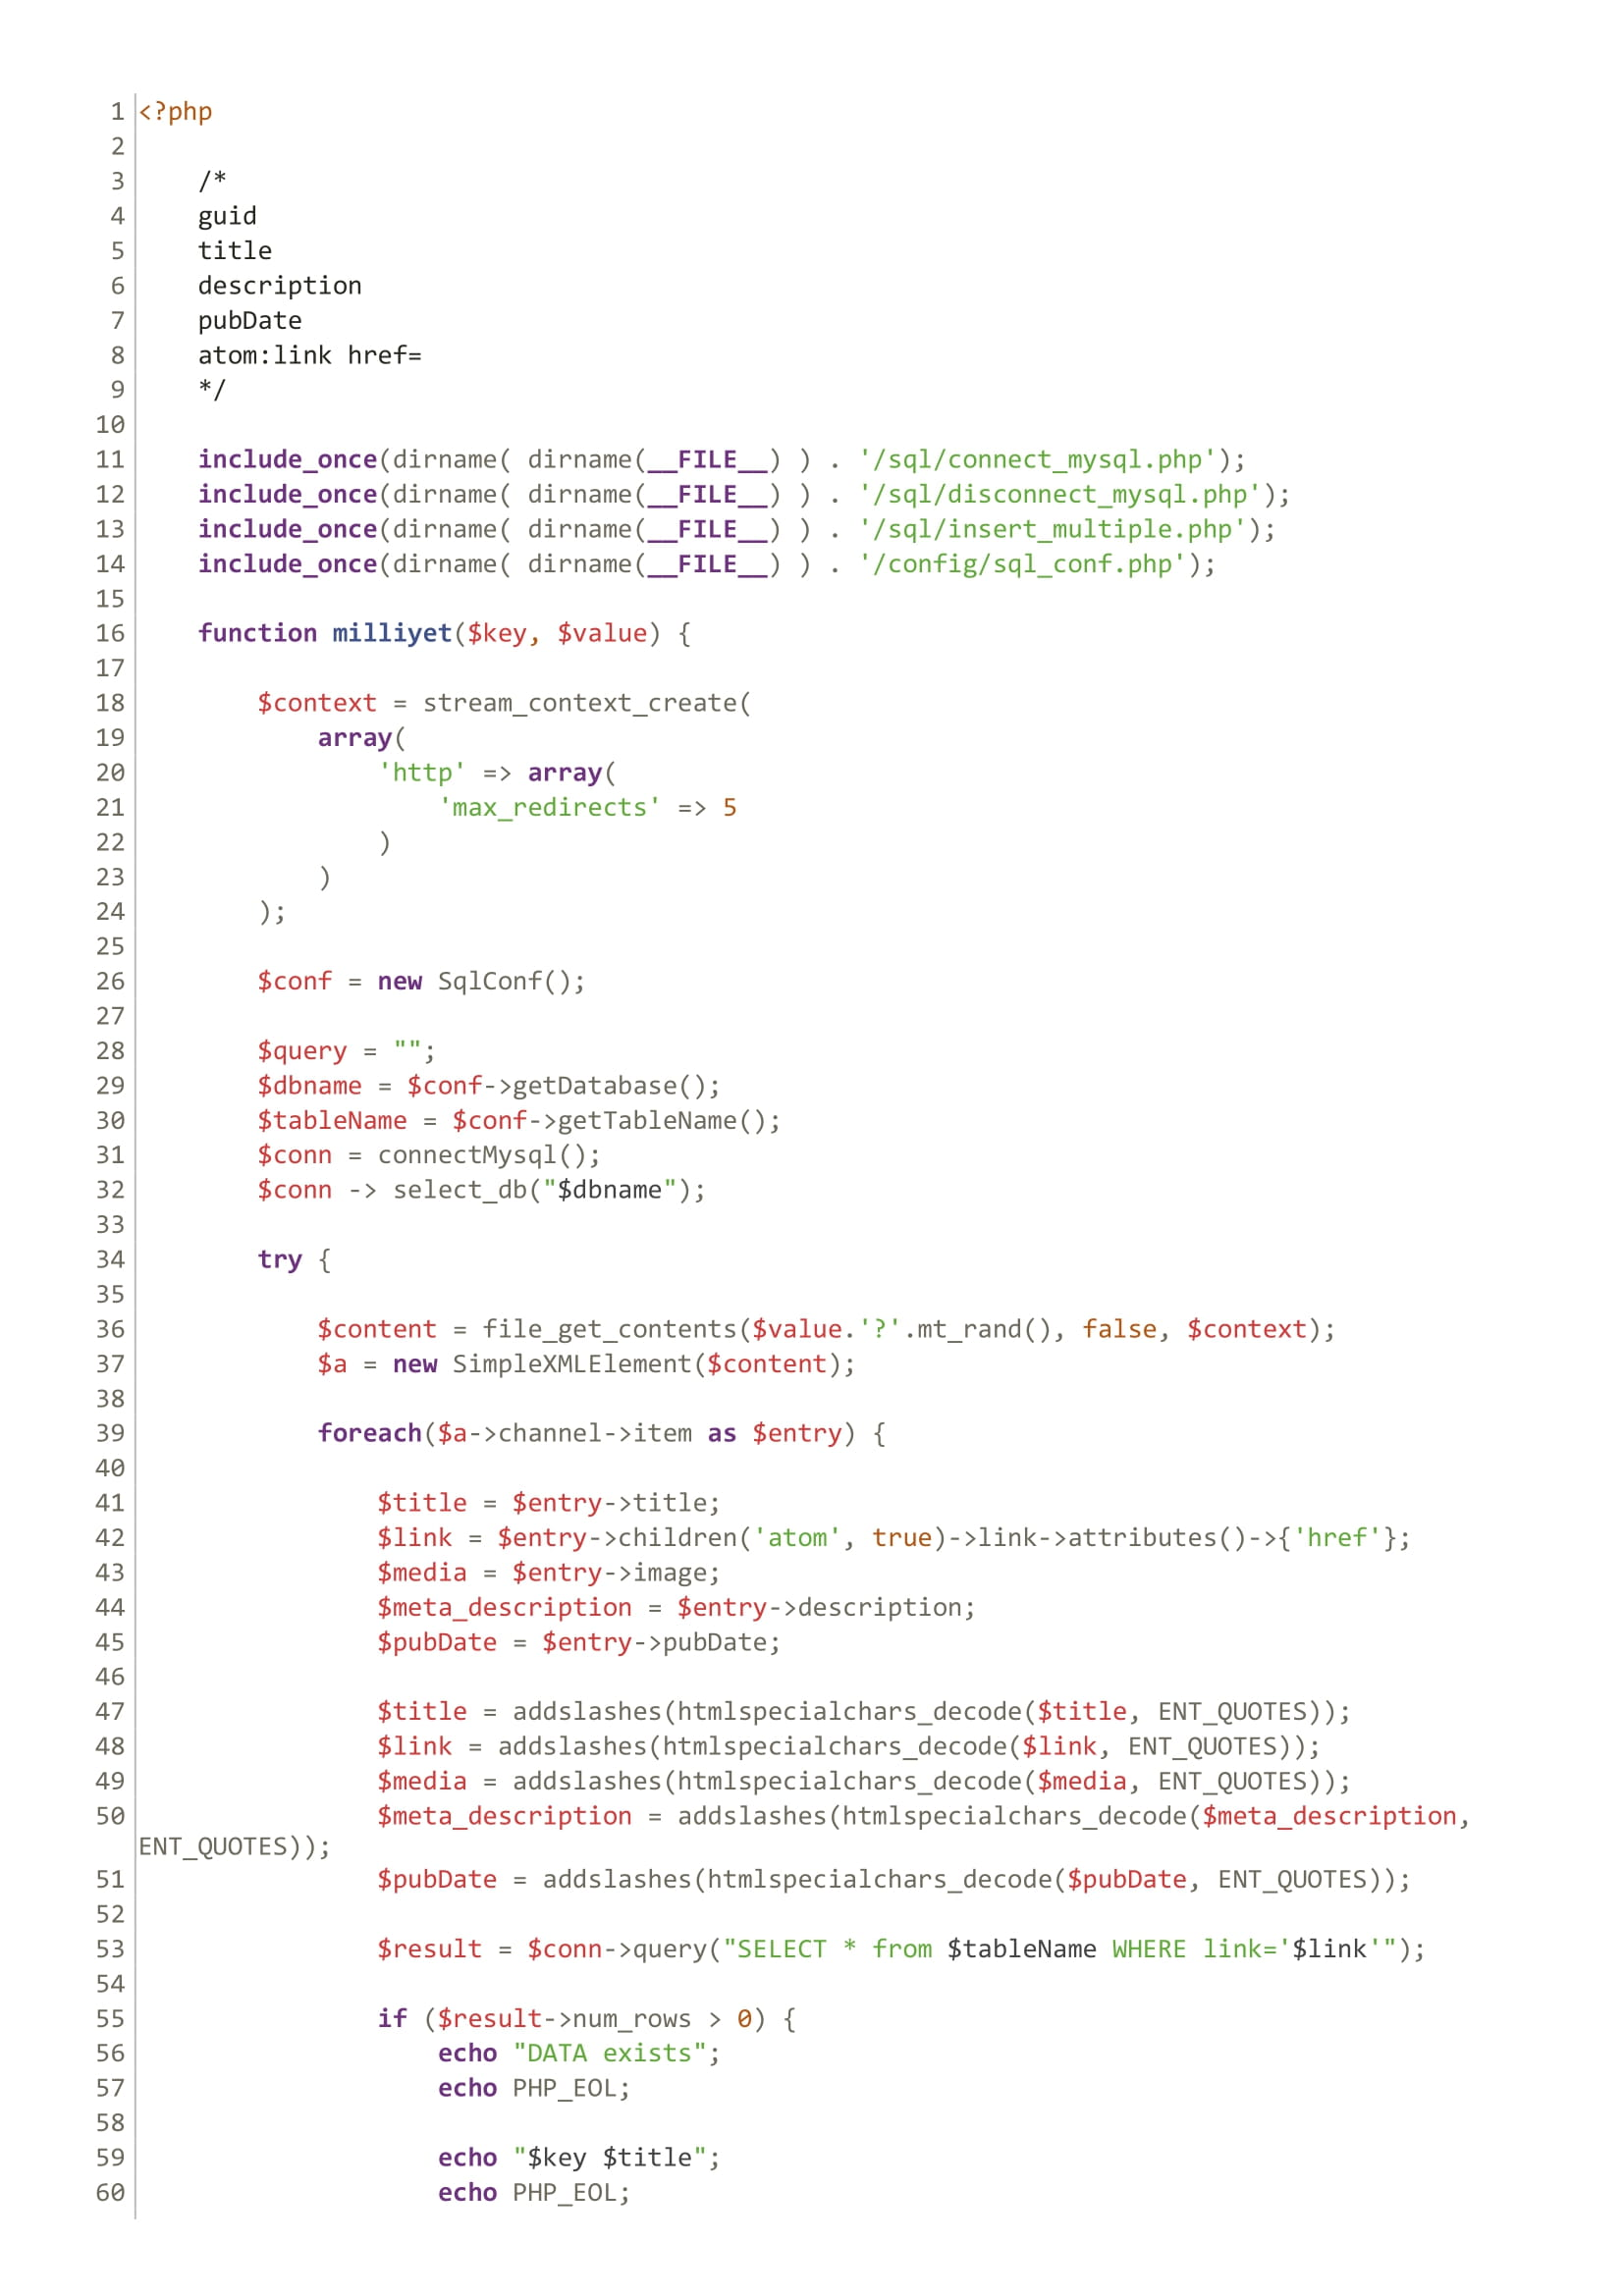 1 <?php
2
3     /*
4     guid
5     title
6     description
7     pubDate
8     atom:link href=
9     */
10
11     include_once(dirname( dirname(__FILE__) ) . '/sql/connect_mysql.php');
12     include_once(dirname( dirname(__FILE__) ) . '/sql/disconnect_mysql.php');
13     include_once(dirname( dirname(__FILE__) ) . '/sql/insert_multiple.php');
14     include_once(dirname( dirname(__FILE__) ) . '/config/sql_conf.php');
15
16     function milliyet($key, $value) {
17
18         $context = stream_context_create(
19             array(
20                 'http' => array(
21                     'max_redirects' => 5
22                 )
23             )
24         );
25
26         $conf = new SqlConf();
27
28         $query = "";
29         $dbname = $conf->getDatabase();
30         $tableName = $conf->getTableName();
31         $conn = connectMysql();
32         $conn -> select_db("$dbname");
33
34         try {
35
36             $content = file_get_contents($value.'?'.mt_rand(), false, $context);
37             $a = new SimpleXMLElement($content);
38
39             foreach($a->channel->item as $entry) {
40
41                 $title = $entry->title;
42                 $link = $entry->children('atom', true)->link->attributes()->{'href'};
43                 $media = $entry->image;
44                 $meta_description = $entry->description;
45                 $pubDate = $entry->pubDate;
46
47                 $title = addslashes(htmlspecialchars_decode($title, ENT_QUOTES));
48                 $link = addslashes(htmlspecialchars_decode($link, ENT_QUOTES));
49                 $media = addslashes(htmlspecialchars_decode($media, ENT_QUOTES));
50                 $meta_description = addslashes(htmlspecialchars_decode($meta_description,
ENT_QUOTES));
51                 $pubDate = addslashes(htmlspecialchars_decode($pubDate, ENT_QUOTES));
52
53                 $result = $conn->query("SELECT * from $tableName WHERE link='$link'");
54
55                 if ($result->num_rows > 0) {
56                     echo "DATA exists";
57                     echo PHP_EOL;
58
59                     echo "$key $title";
60                     echo PHP_EOL;